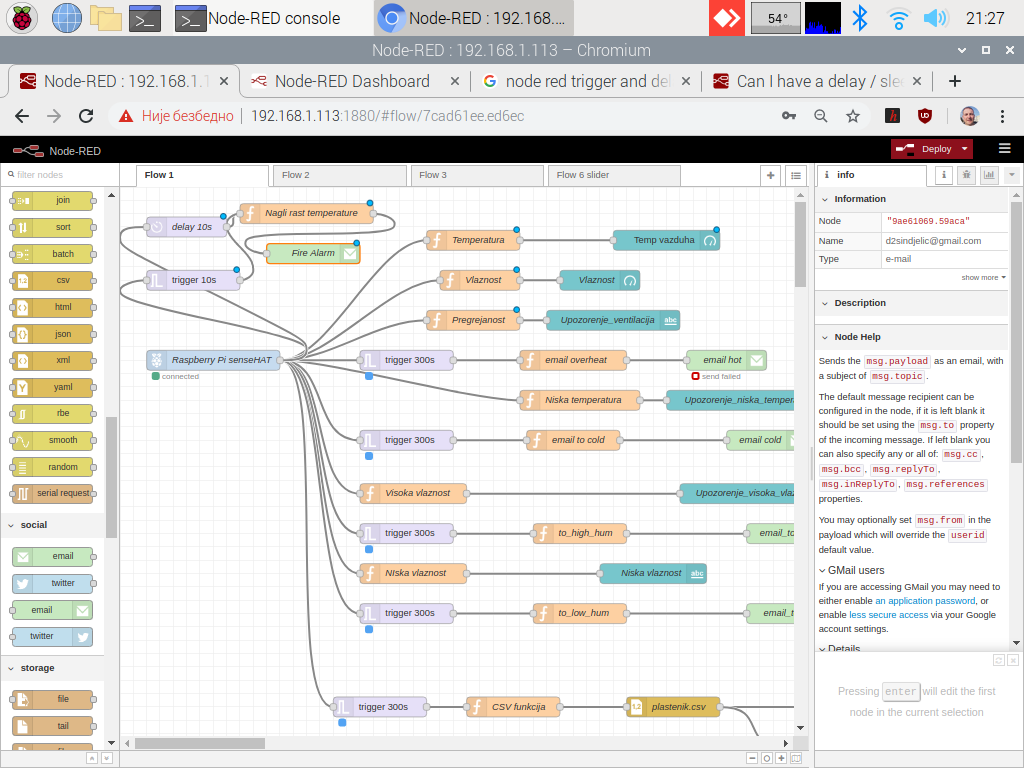 Node-RED console
Node-RED : 192.168....
54°
21:27
Node-RED : 192.168.1.113 – Chromium
Node-RED : 192.168.1.1
Node-RED Dashboard
node red trigger and del
Can I have a delay / slee
Није безбедно
192.168.1.113:1880/#flow/7cad61ee.ed6ec
Node-RED
Deploy
filter nodes
Flow 1
Flow 2
Flow 3
Flow 6 slider
info
join
sort
batch
csv
html
json
xml
yaml
rbe
smooth
random
serial request
social
email
twitter
email
twitter
storage
file
tail
delay 10s
Nagli rast temperature
Fire Alarm
trigger 10s
Temperatura
Temp vazduha
Vlaznost
Vlaznost
Pregrejanost
Upozorenje_ventilacija
abc
Raspberry Pi senseHAT
connected
trigger 300s
email overheat
email hot
send failed
Niska temperatura
Upozorenje_niska_temper
trigger 300s
email to cold
email cold
Visoka vlaznost
Upozorenje_visoka_vlaz
trigger 300s
to_high_hum
email_to
NIska vlaznost
Niska vlaznost
abc
trigger 300s
to_low_hum
email_t
trigger 300s
CSV funkcija
plastenik.csv
Information
Node "9ae61069.59aca"
Name d2sindjelic@gmail.com
Type e-mail
show more
Description
Node Help
Sends the msg.payload as an email, with
a subject of msg.topic.
The default message recipient can be
configured in the node, if it is left blank it
should be set using the msg.to property
of the incoming message. If left blank you
can also specify any or all of: msg.cc,
msg.bcc, msg.replyTo,
msg.inReplyTo, msg.references
properties.
You may optionally set msg.from in the
payload which will override the userid
default value.
GMail users
If you are accessing GMail you may need to
either enable an application password, or
enable less secure access via your Google
account settings.
Details
Pressing enter will edit the first
node in the current selection